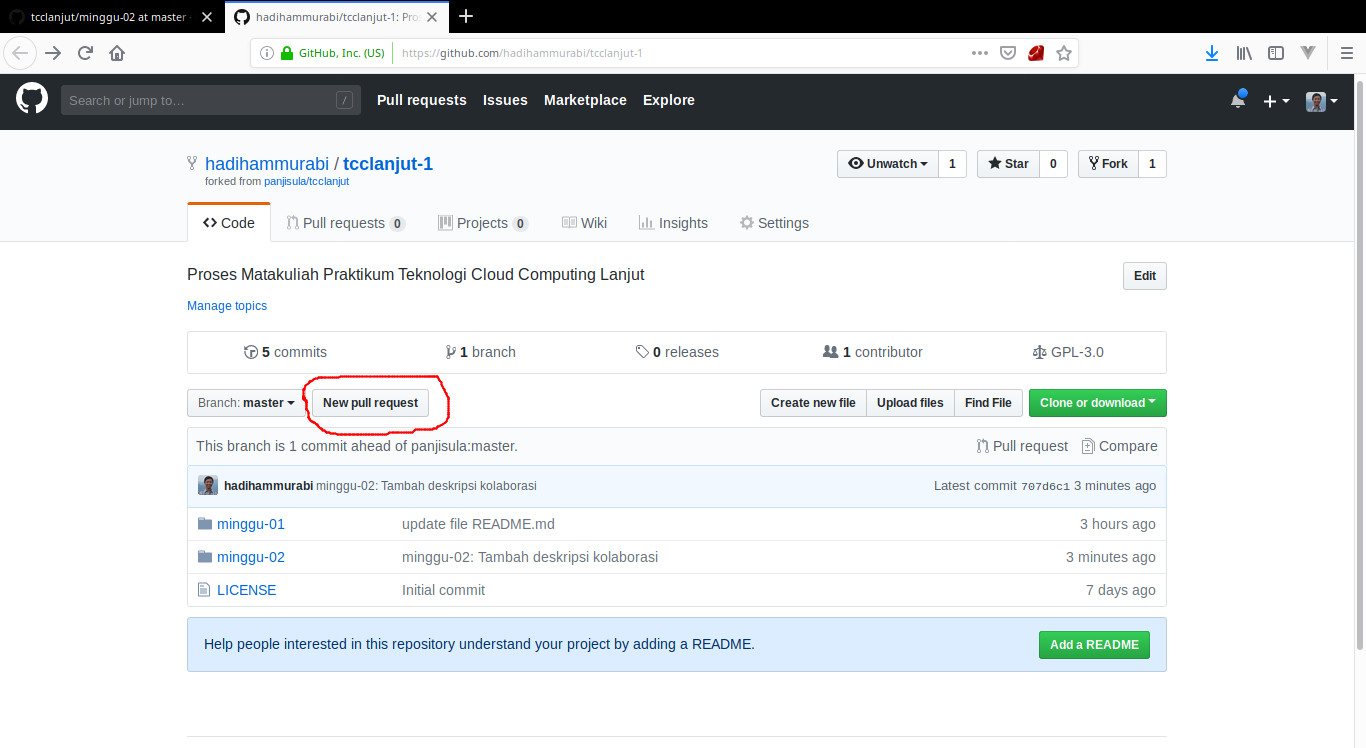 tcclanjut/minggu-02 at master
hadihammurabi/tcclanjut-1: Pro
GitHub, Inc. (US) https://github.com/hadihammurabi/tcclanjut-1
Search or jump to… / Pull requests Issues Marketplace Explore
hadihammurabi / tcclanjut-1 Unwatch 1 Star 0 Fork 1
forked from panjisula/tcclanjut
Code Pull requests 0 Projects 0 Wiki Insights Settings
Proses Matakuliah Praktikum Teknologi Cloud Computing Lanjut Edit
Manage topics
5 commits 1 branch 0 releases 1 contributor GPL-3.0
Branch: master New pull request Create new file Upload files Find File Clone or download
This branch is 1 commit ahead of panjisula:master. Pull request Compare
hadihammurabi minggu-02: Tambah deskripsi kolaborasi Latest commit 707d6c1 3 minutes ago
minggu-01 update file README.md 3 hours ago
minggu-02 minggu-02: Tambah deskripsi kolaborasi 3 minutes ago
LICENSE Initial commit 7 days ago
Help people interested in this repository understand your project by adding a README. Add a README